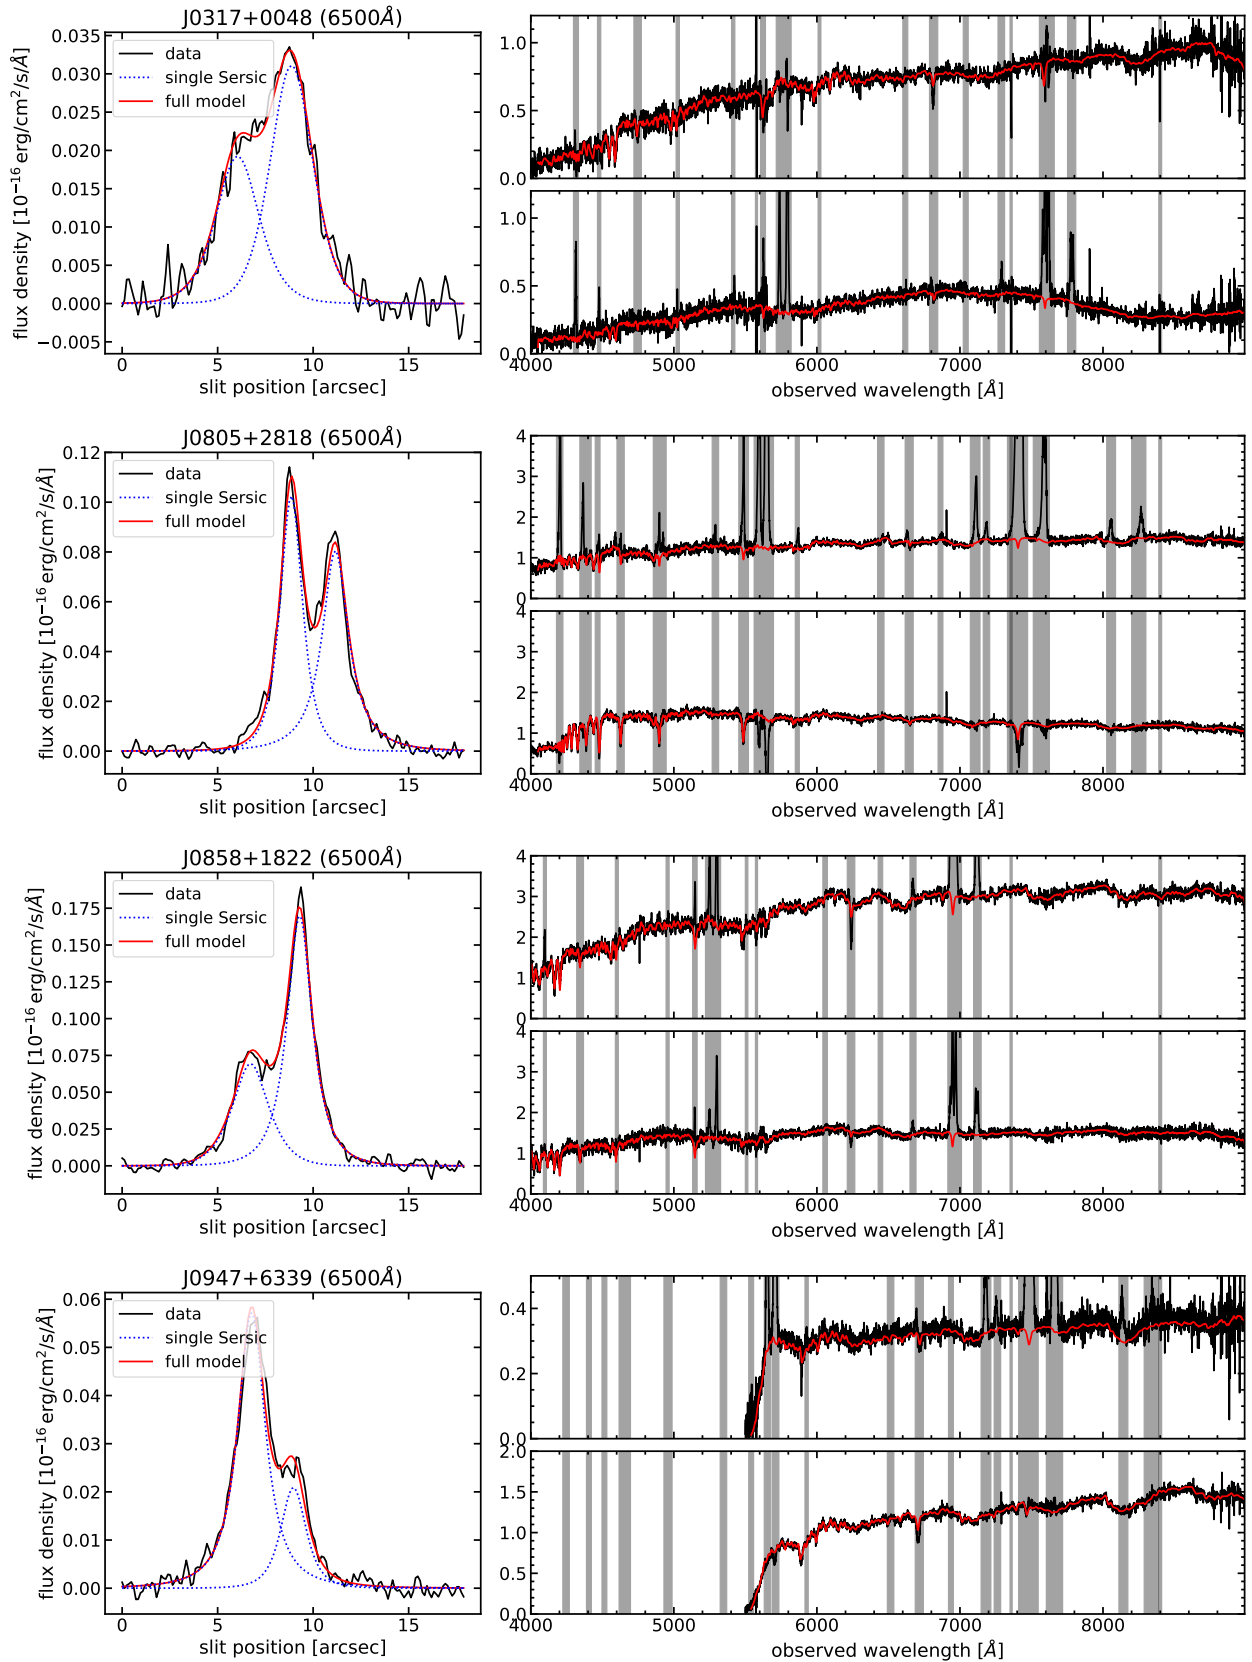 J0317+0048 (6500Å)
flux density [10⁻¹⁶ erg/cm²/s/Å]
0.035
0.030
0.025
0.020
0.015
0.010
0.005
0.000
−0.005
data
single Sersic
full model
0 5 10 15
slit position [arcsec]
1.0
0.5
0.0
1.0
0.5
0.0
4000 5000 6000 7000 8000
observed wavelength [Å]
J0805+2818 (6500Å)
flux density [10⁻¹⁶ erg/cm²/s/Å]
0.12
0.10
0.08
0.06
0.04
0.02
0.00
data
single Sersic
full model
0 5 10 15
slit position [arcsec]
4
3
2
1
0
4
3
2
1
0
4000 5000 6000 7000 8000
observed wavelength [Å]
J0858+1822 (6500Å)
flux density [10⁻¹⁶ erg/cm²/s/Å]
0.175
0.150
0.125
0.100
0.075
0.050
0.025
0.000
data
single Sersic
full model
0 5 10 15
slit position [arcsec]
4
3
2
1
0
4
3
2
1
0
4000 5000 6000 7000 8000
observed wavelength [Å]
J0947+6339 (6500Å)
flux density [10⁻¹⁶ erg/cm²/s/Å]
0.06
0.05
0.04
0.03
0.02
0.01
0.00
data
single Sersic
full model
0 5 10 15
slit position [arcsec]
0.4
0.2
0.0
2.0
1.5
1.0
0.5
0.0
4000 5000 6000 7000 8000
observed wavelength [Å]